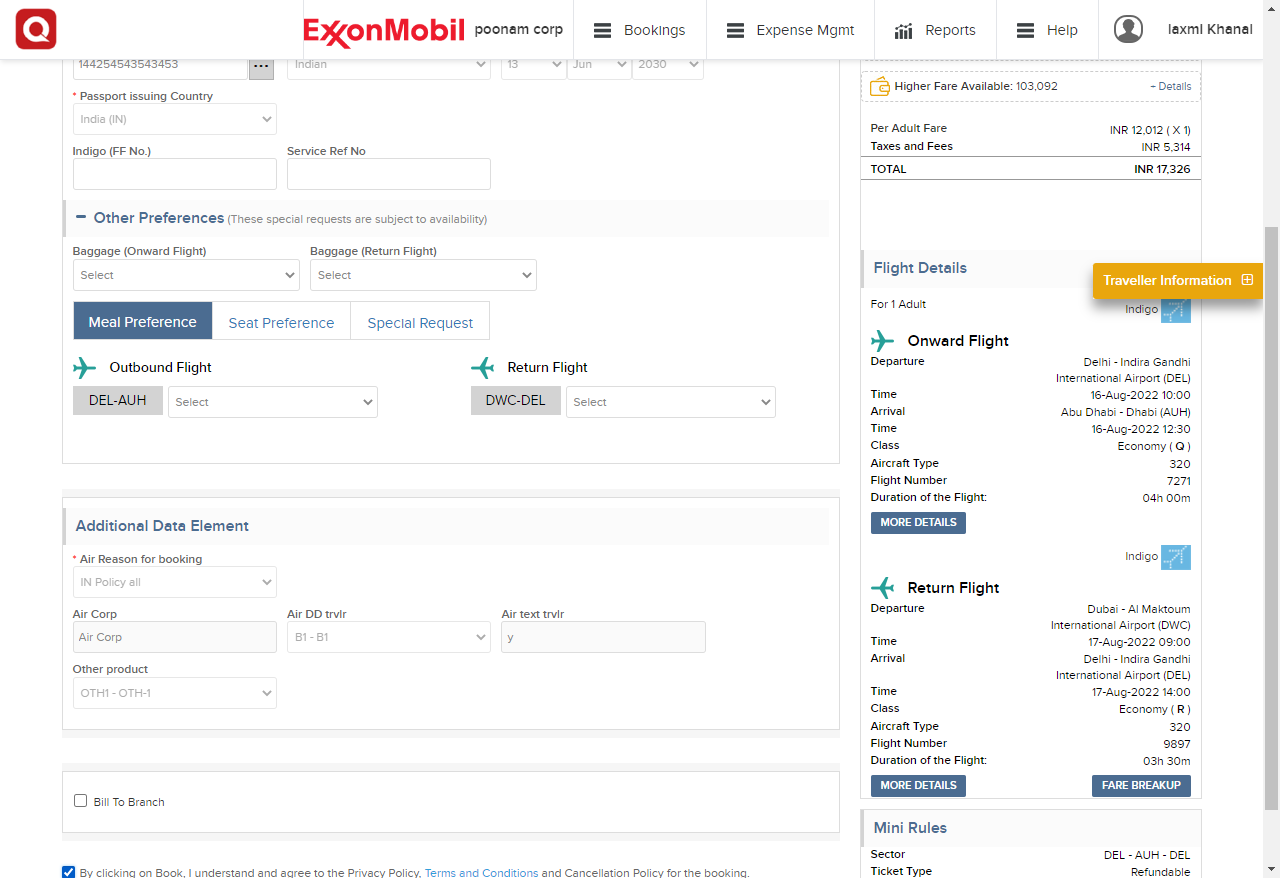 Q
ExxonMobil
poonam corp
Bookings
Expense Mgmt
Reports
Help
laxmI Khanal
144254543543453
...
Indian
13
Jun
2030
* Passport issuing Country
India (IN)
Indigo (FF No.)
Service Ref No
Other Preferences (These special requests are subject to availability)
Baggage (Onward Flight)
Baggage (Return Flight)
Select
Select
Meal Preference
Seat Preference
Special Request
Outbound Flight
Return Flight
DEL-AUH
Select
DWC-DEL
Select
Additional Data Element
* Air Reason for booking
IN Policy all
Air Corp
Air DD trvlr
Air text trvlr
Air Corp
B1 - B1
y
Other product
OTH1 - OTH-1
Bill To Branch
By clicking on Book, I understand and agree to the Privacy Policy, Terms and Conditions and Cancellation Policy for the booking.
Higher Fare Available: 103,092
+ Details
Per Adult Fare
INR 12,012 ( X 1)
Taxes and Fees
INR 5,314
TOTAL
INR 17,326
Flight Details
Traveller Information
For 1 Adult
Indigo
Onward Flight
Departure
Delhi - Indira Gandhi
International Airport (DEL)
Time
16-Aug-2022 10:00
Arrival
Abu Dhabi - Dhabi (AUH)
Time
16-Aug-2022 12:30
Class
Economy ( Q )
Aircraft Type
320
Flight Number
7271
Duration of the Flight:
04h 00m
MORE DETAILS
Indigo
Return Flight
Departure
Dubai - Al Maktoum
International Airport (DWC)
Time
17-Aug-2022 09:00
Arrival
Delhi - Indira Gandhi
International Airport (DEL)
Time
17-Aug-2022 14:00
Class
Economy ( R )
Aircraft Type
320
Flight Number
9897
Duration of the Flight:
03h 30m
MORE DETAILS
FARE BREAKUP
Mini Rules
Sector
DEL - AUH - DEL
Ticket Type
Refundable